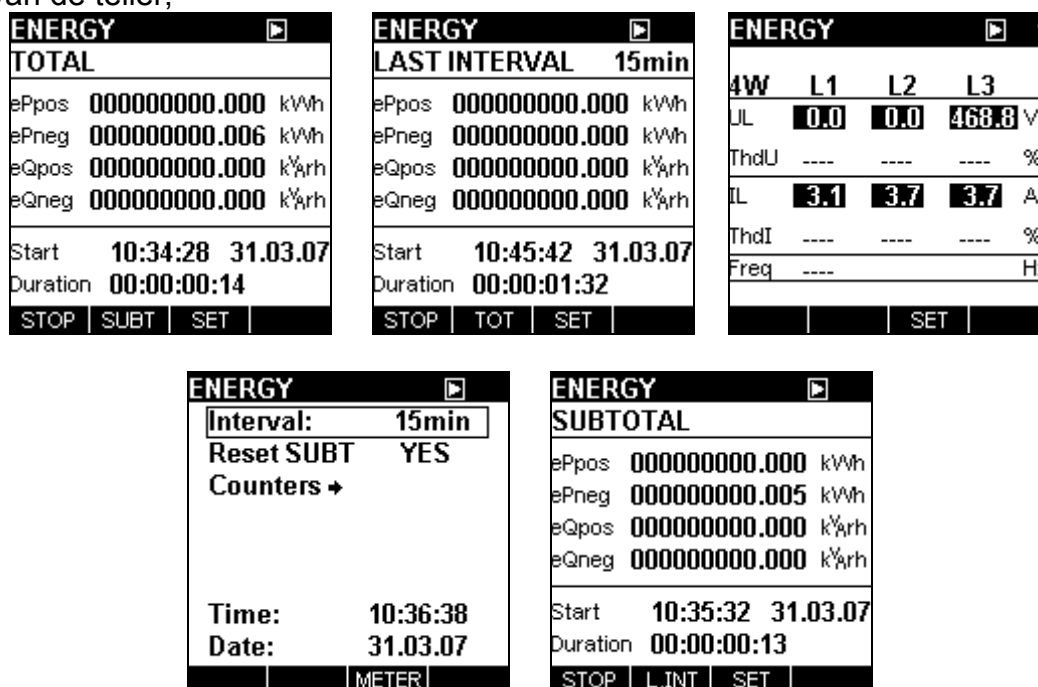 van de teller;
ENERGY
TOTAL
ePpos 000000000.000 kWh
ePneg 000000000.006 kWh
eQpos 000000000.000 kVArh
eQneg 000000000.000 kVArh
Start 10:34:28 31.03.07
Duration 00:00:00:14
STOP SUBT SET
ENERGY
LAST INTERVAL 15min
ePpos 000000000.000 kWh
ePneg 000000000.000 kWh
eQpos 000000000.000 kVArh
eQneg 000000000.000 kVArh
Start 10:45:42 31.03.07
Duration 00:00:01:32
STOP TOT SET
ENERGY
4W L1 L2 L3
UL 0.0 0.0 468.8 V
ThdU ---- ---- ---- %
IL 3.1 3.7 3.7 A
ThdI ---- ---- ---- %
Freq ---- Hz
SET
ENERGY
Interval: 15min
Reset SUBT YES
Counters →
Time: 10:36:38
Date: 31.03.07
METER
ENERGY
SUBTOTAL
ePpos 000000000.000 kWh
ePneg 000000000.005 kWh
eQpos 000000000.000 kVArh
eQneg 000000000.000 kVArh
Start 10:35:32 31.03.07
Duration 00:00:00:13
STOP L.INT SET